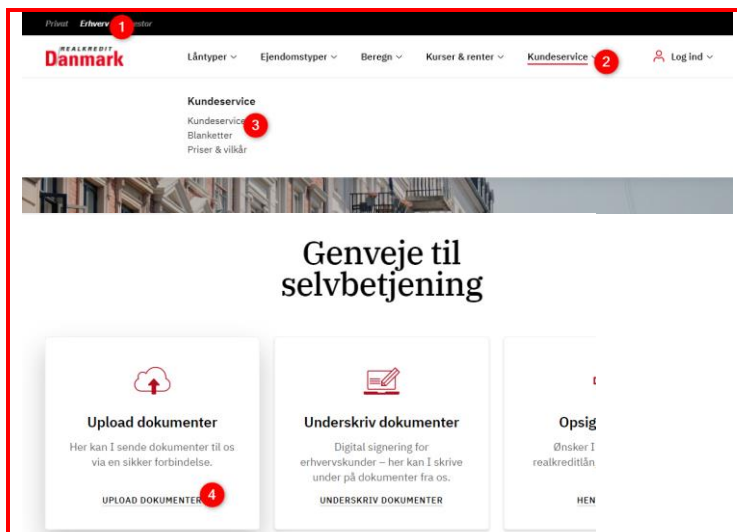 Privat Erhverv 1
REALKREDIT
Danmark
Låntyper Ejendomstyper Beregn Kurser & renter Kundeservice 2 Log ind
Kundeservice
Kundeservice 3
Blanketter
Priser & vilkår
Genveje til
selvbetjening
Upload dokumenter
Her kan I sende dokumenter til os
via en sikker forbindelse.
UPLOAD DOKUMENTER 4
Underskriv dokumenter
Digital signering for
erhvervskunder – her kan I skrive
under på dokumenter fra os.
UNDERSKRIV DOKUMENTER
Opsig
Ønsker I
realkreditlån
HEN